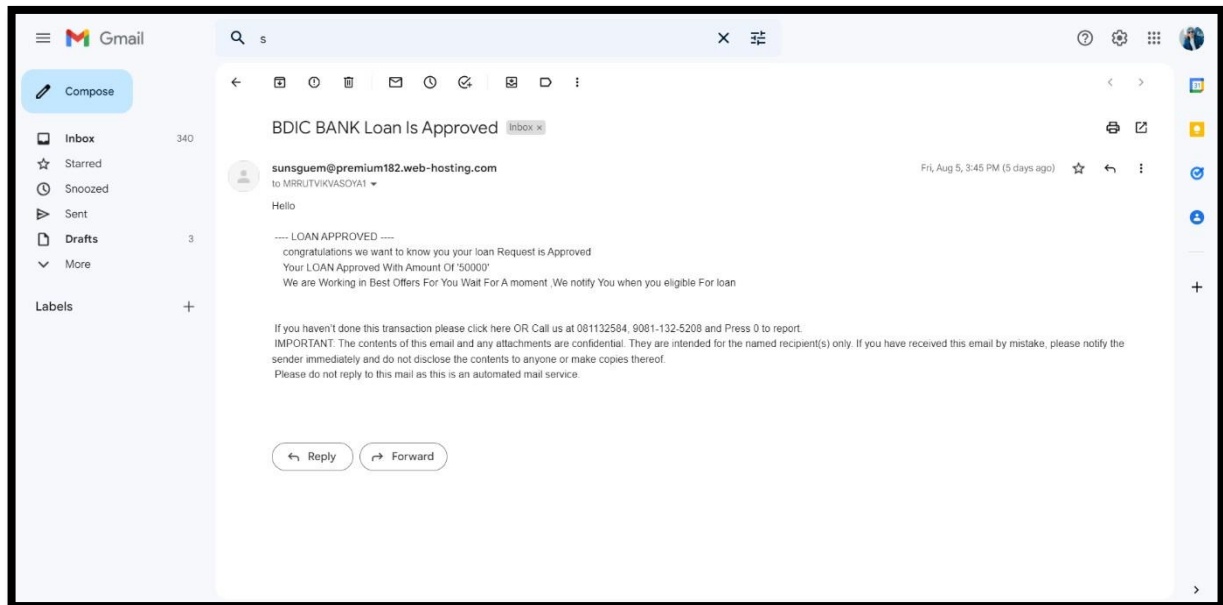 Gmail
s
Compose
Inbox 340
Starred
Snoozed
Sent
Drafts 3
More
Labels
BDIC BANK Loan Is Approved Inbox x
sunsguem@premium182.web-hosting.com Fri, Aug 5, 3:45 PM (5 days ago)
to MRRUTVIKVASOYA1
Hello
---- LOAN APPROVED ----
congratulations we want to know you your loan Request is Approved
Your LOAN Approved With Amount Of '50000'
We are Working in Best Offers For You Wait For A moment ,We notify You when you eligible For loan
If you haven't done this transaction please click here OR Call us at 081132584, 9081-132-5208 and Press 0 to report.
IMPORTANT: The contents of this email and any attachments are confidential. They are intended for the named recipient(s) only. If you have received this email by mistake, please notify the
sender immediately and do not disclose the contents to anyone or make copies thereof.
Please do not reply to this mail as this is an automated mail service.
Reply
Forward
31